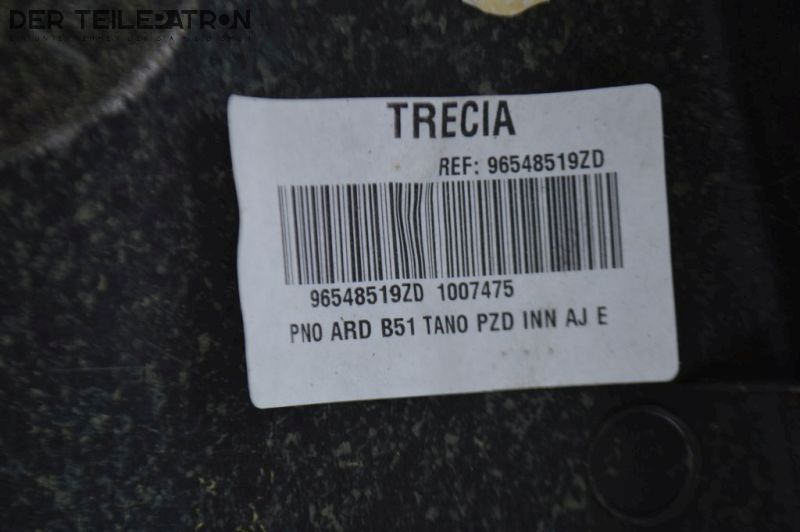 DER TEILEPATRON
TRECIA
REF: 96548519ZD
96548519ZD 1007475
PNO ARD B51 TANO PZD INN AJ E